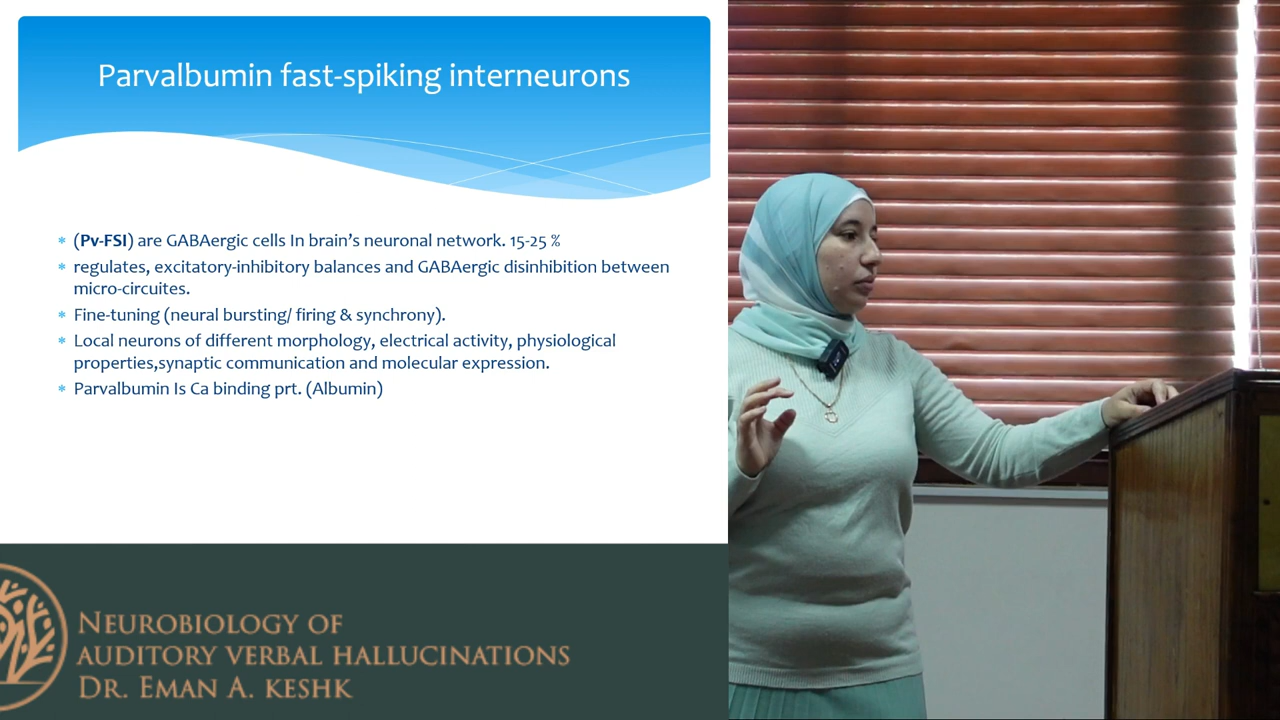 Parvalbumin fast-spiking interneurons
* (Pv-FSI) are GABAergic cells In brain's neuronal network. 15-25 %
* regulates, excitatory-inhibitory balances and GABAergic disinhibition between
micro-circuites.
* Fine-tuning (neural bursting/ firing & synchrony).
* Local neurons of different morphology, electrical activity, physiological
properties,synaptic communication and molecular expression.
* Parvalbumin Is Ca binding prt. (Albumin)
NEUROBIOLOGY OF
AUDITORY VERBAL HALLUCINATIONS
DR. EMAN A. KESHK